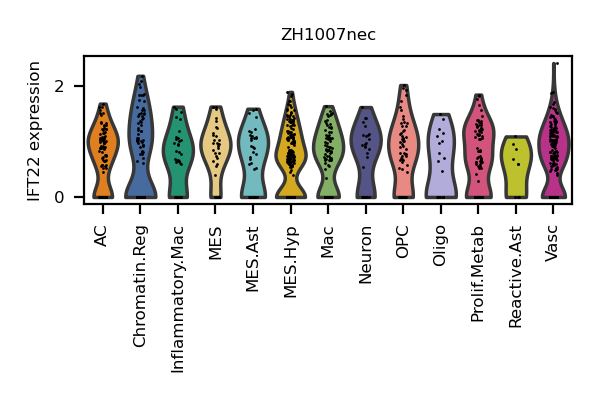 ZH1007nec
IFT22 expression
2
0
AC
Chromatin.Reg
Inflammatory.Mac
MES
MES.Ast
MES.Hyp
Mac
Neuron
OPC
Oligo
Prolif.Metab
Reactive.Ast
Vasc